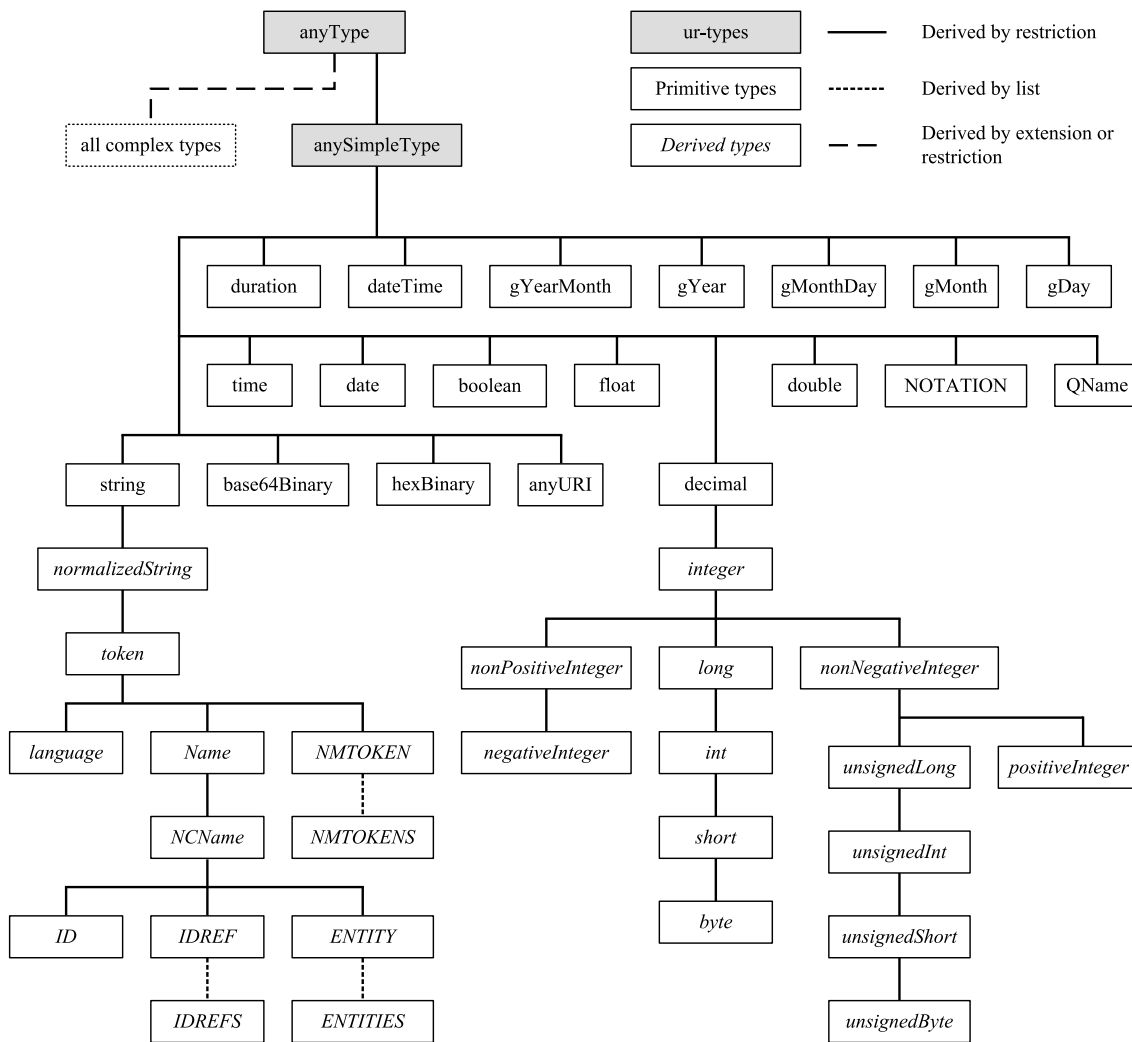 anyType
ur-types
Derived by restriction
Primitive types
Derived by list
all complex types
anySimpleType
Derived types
Derived by extension or
restriction
duration
dateTime
gYearMonth
gYear
gMonthDay
gMonth
gDay
time
date
boolean
float
double
NOTATION
QName
string
base64Binary
hexBinary
anyURI
decimal
normalizedString
integer
token
nonPositiveInteger
long
nonNegativeInteger
language
Name
NMTOKEN
negativeInteger
int
unsignedLong
positiveInteger
NCName
NMTOKENS
short
unsignedInt
ID
IDREF
ENTITY
byte
unsignedShort
IDREFS
ENTITIES
unsignedByte